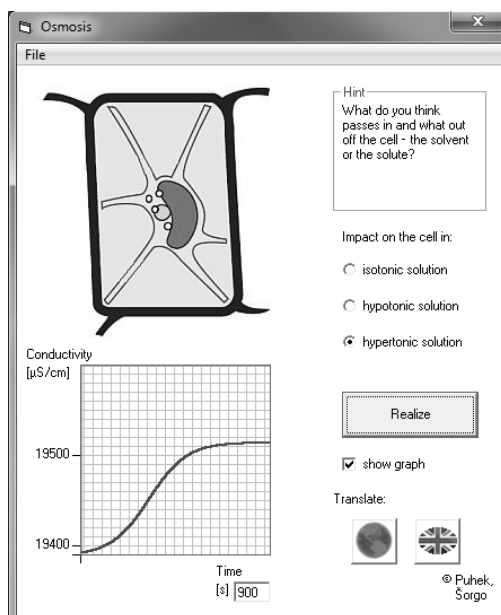 Osmosis
File
Hint
What do you think
passes in and what out
off the cell - the solvent
or the solute?
Impact on the cell in:
isotonic solution
hypotonic solution
hypertonic solution
Conductivity
[µS/cm]
19500
19400
Time
[s] 900
Realize
show graph
Translate:
© Puhek,
Šorgo